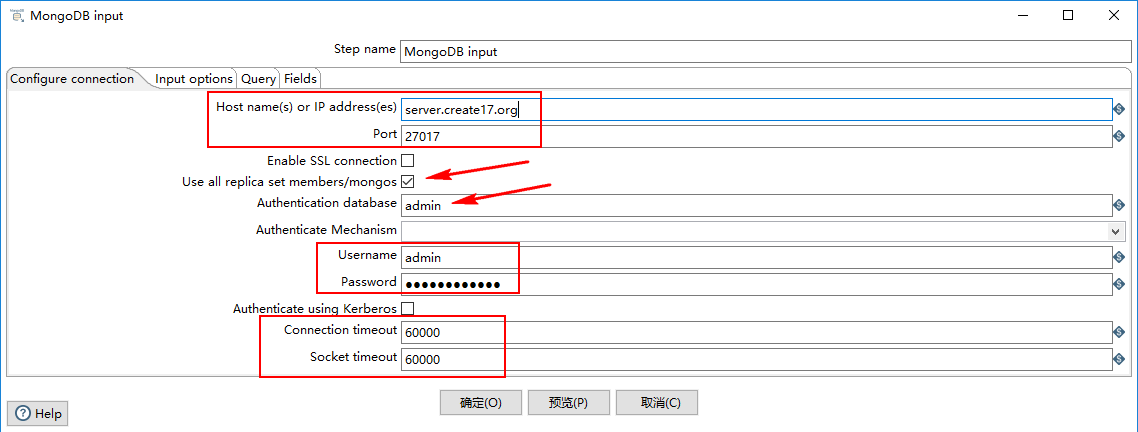 MongoDB input
Step name MongoDB input
Configure connection Input options Query Fields
Host name(s) or IP address(es) server.create17.org
Port 27017
Enable SSL connection
Use all replica set members/mongos
Authentication database admin
Authenticate Mechanism
Username admin
Password ●●●●●●●●●●●●
Authenticate using Kerberos
Connection timeout 60000
Socket timeout 60000
确定(O) 预览(P) 取消(C)
Help